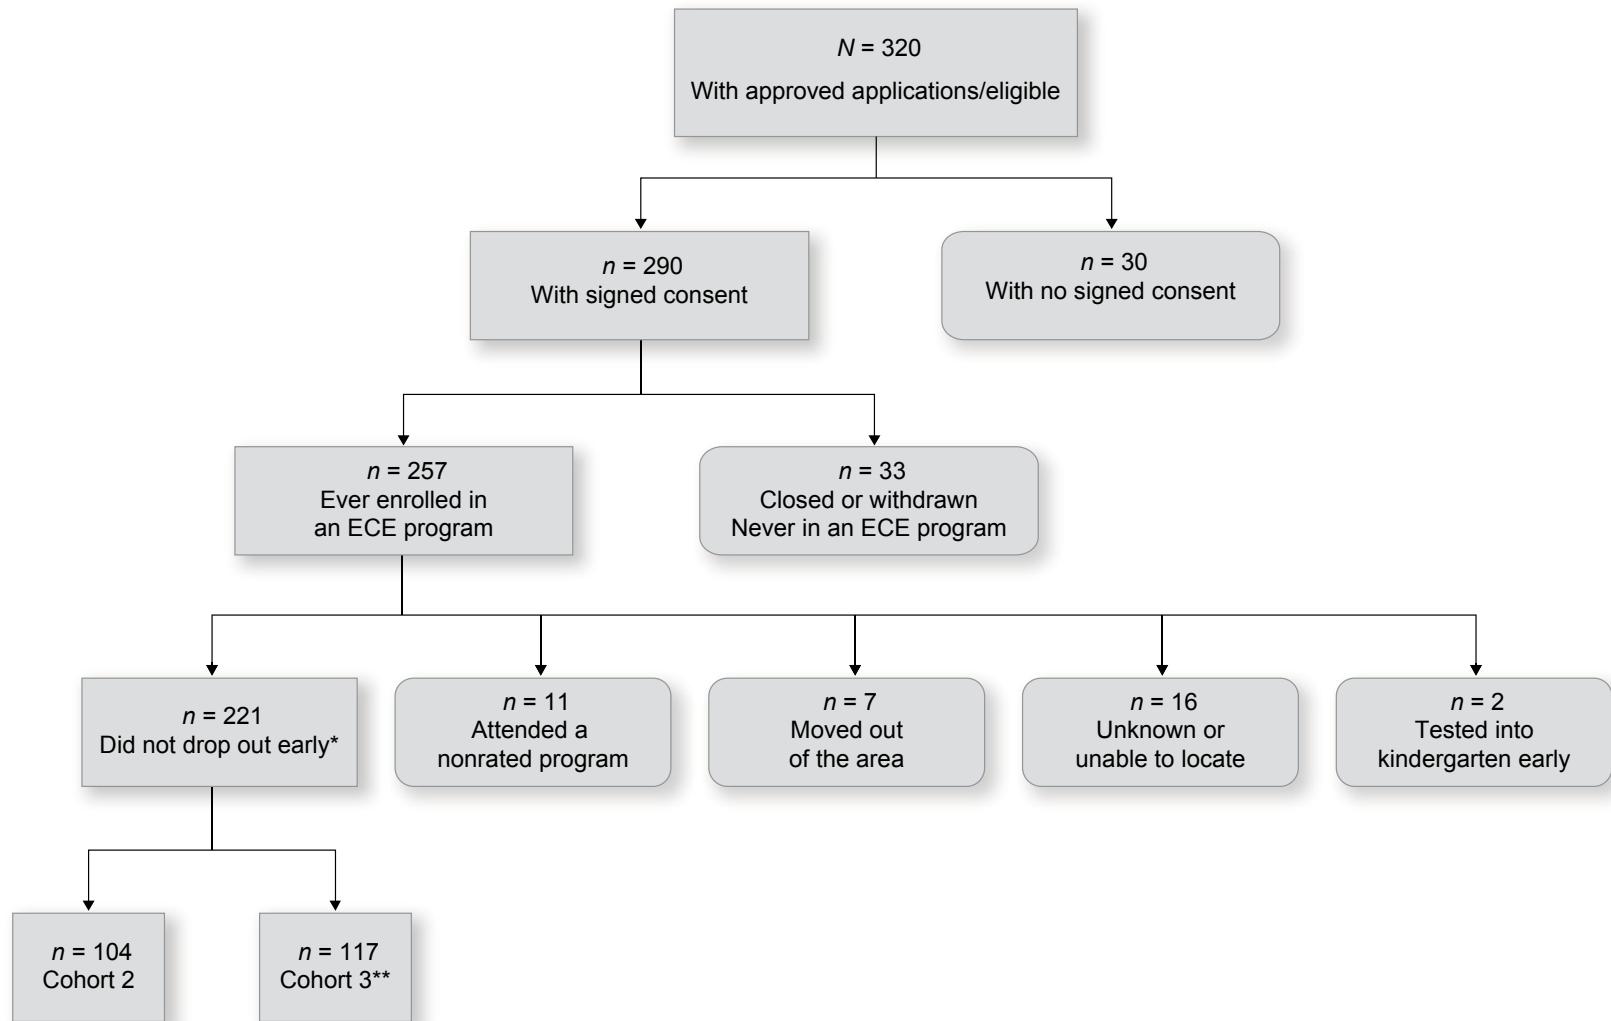 N = 320
With approved applications/eligible
n = 290
With signed consent
n = 30
With no signed consent
n = 257
Ever enrolled in
an ECE program
n = 33
Closed or withdrawn
Never in an ECE program
n = 221
Did not drop out early*
n = 11
Attended a
nonrated program
n = 7
Moved out
of the area
n = 16
Unknown or
unable to locate
n = 2
Tested into
kindergarten early
n = 104
Cohort 2
n = 117
Cohort 3**